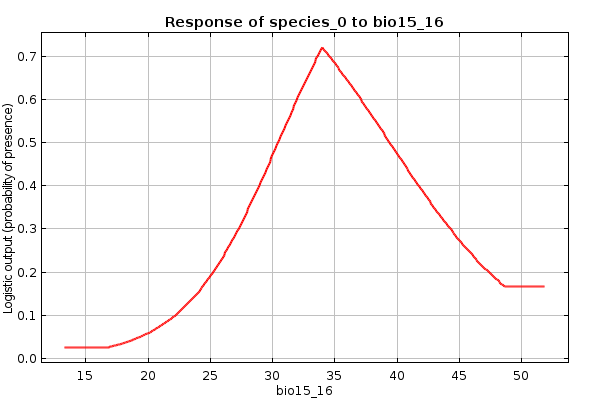 Response of species_0 to bio15_16
Logistic output (probability of presence)
0.7
0.6
0.5
0.4
0.3
0.2
0.1
0.0
15 20 25 30 35 40 45 50
bio15_16